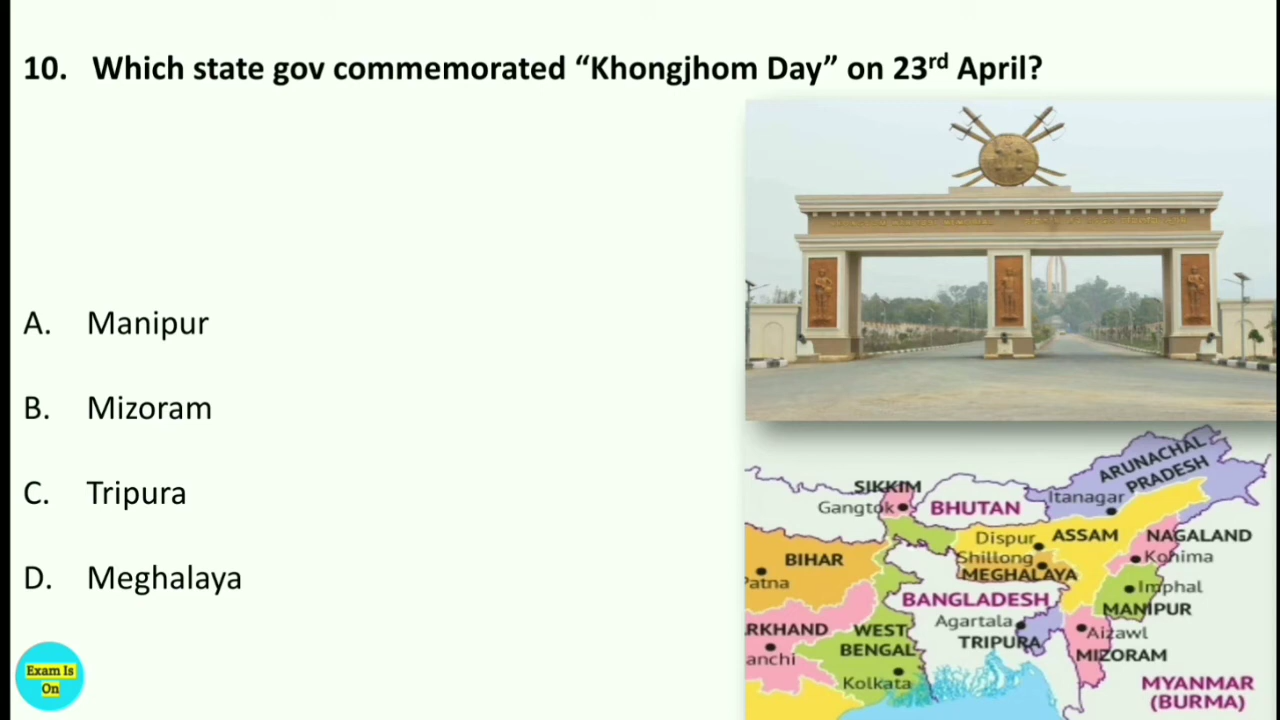 10. Which state gov commemorated “Khongjhom Day” on 23rd April?
A. Manipur
B. Mizoram
C. Tripura
D. Meghalaya
Exam Is
On
ARUNACHAL
PRADESH
SIKKIM
Gangtok
BHUTAN
Itanagar
Dispur
ASSAM
NAGALAND
BIHAR
Shillong
Kohima
Patna
MEGHALAYA
Imphal
BANGLADESH
MANIPUR
RKHAND
WEST
BENGAL
Agartala
TRIPURA
Aizawl
anchi
MIZORAM
Kolkata
MYANMAR
(BURMA)